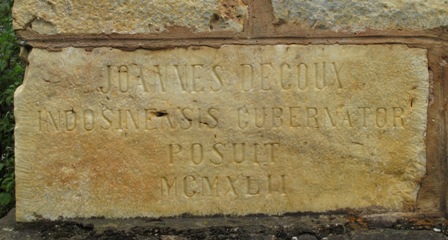 JOANNES DECOUX
INDOSINENSIS GUBERNATOR
POSUIT
MCMXLII